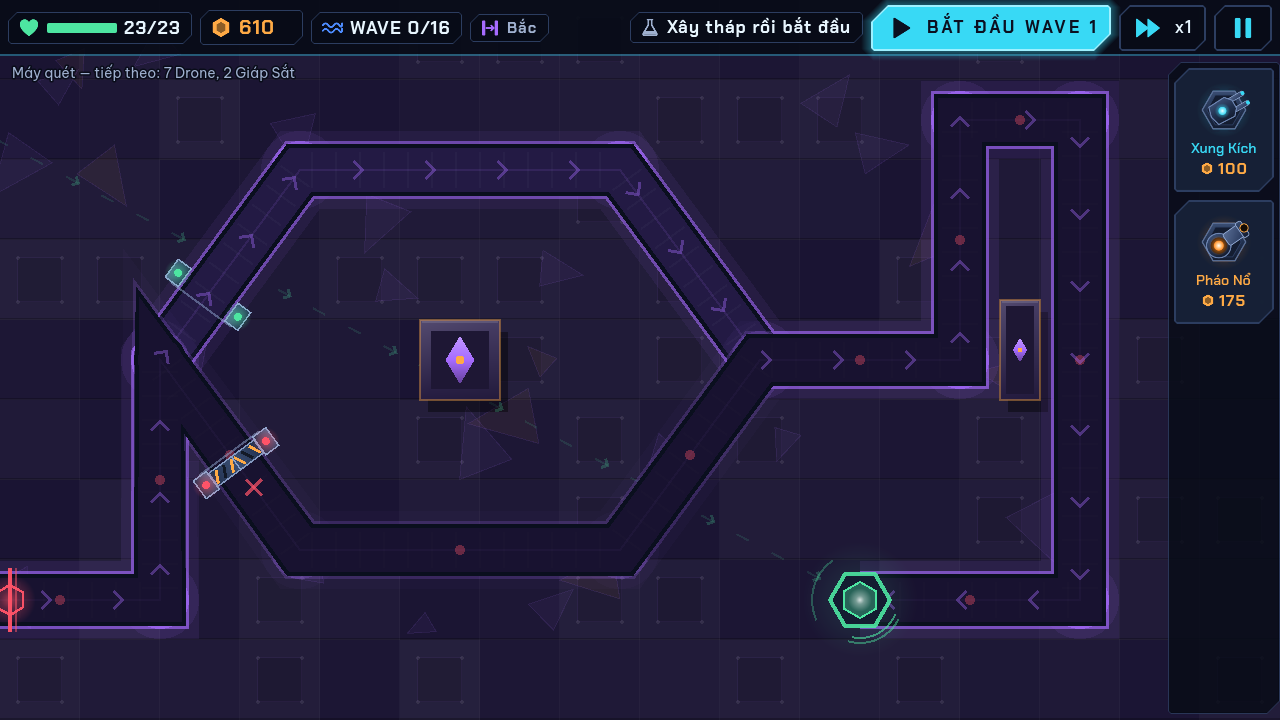 23/23
610
WAVE 0/16
Bắc
Xây tháp rồi bắt đầu
BẮT ĐẦU WAVE 1
x1
Máy quét — tiếp theo: 7 Drone, 2 Giáp Sắt
Xung Kích
100
Pháo Nổ
175